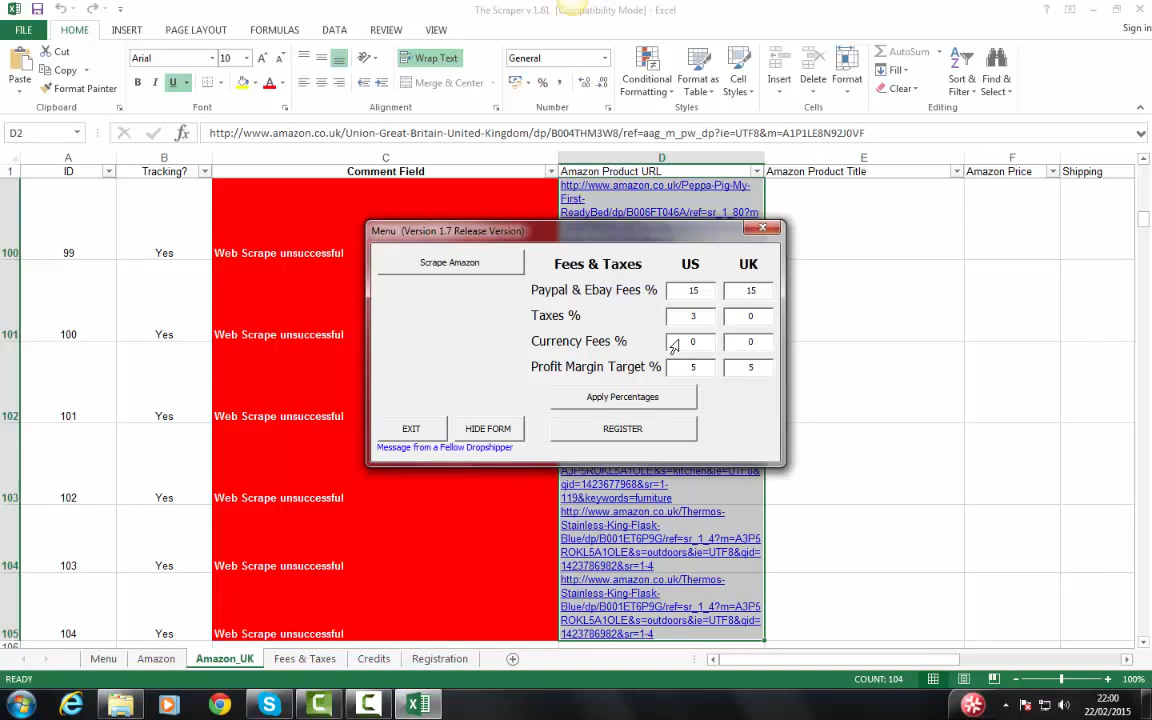 The Scraper v 1.61 [Compatibility Mode] - Excel
FILE HOME INSERT PAGE LAYOUT FORMULAS DATA REVIEW VIEW Sign in
Paste
Cut
Copy
Format Painter
Clipboard
Arial 10
B I U
Font
Wrap Text
Merge & Center
Alignment
General
Number
Conditional Formatting
Format as Table
Cell Styles
Styles
Insert Delete Format
Cells
AutoSum
Fill
Clear
Sort & Filter
Find & Select
Editing
D2 fx http://www.amazon.co.uk/Union-Great-Britain-United-Kingdom/dp/B004THM3W8/ref=aag_m_pw_dp?ie=UTF8&m=A1P1LE8N92J0VF
A B C D E F
1 ID Tracking? Comment Field Amazon Product URL Amazon Product Title Amazon Price Shipping
http://www.amazon.co.uk/Peppa-Pig-My-
First-
ReadyBed/dp/B006FT046A/ref=sr_1_80?m
100 99 Yes Web Scrape unsuccessful
101 100 Yes Web Scrape unsuccessful
102 101 Yes Web Scrape unsuccessful
Menu (Version 1.7 Release Version)
Scrape Amazon
Fees & Taxes US UK
Paypal & Ebay Fees % 15 15
Taxes % 3 0
Currency Fees % 0 0
Profit Margin Target % 5 5
Apply Percentages
EXIT HIDE FORM REGISTER
Message from a Fellow Dropshipper
A3P5ROKL5A1OLE&s=kitchen&ie=UTF8&
qid=1423677968&sr=1-
119&keywords=furniture
103 102 Yes Web Scrape unsuccessful
http://www.amazon.co.uk/Thermos-
Stainless-King-Flask-
Blue/dp/B001ET6P9G/ref=sr_1_4?m=A3P5
ROKL5A1OLE&s=outdoors&ie=UTF8&qid=
1423786982&sr=1-4
104 103 Yes Web Scrape unsuccessful
http://www.amazon.co.uk/Thermos-
Stainless-King-Flask-
Blue/dp/B001ET6P9G/ref=sr_1_4?m=A3P5
ROKL5A1OLE&s=outdoors&ie=UTF8&qid=
1423786982&sr=1-4
105 104 Yes Web Scrape unsuccessful
Menu Amazon Amazon_UK Fees & Taxes Credits Registration
READY COUNT: 104 100%
22:00
22/02/2015